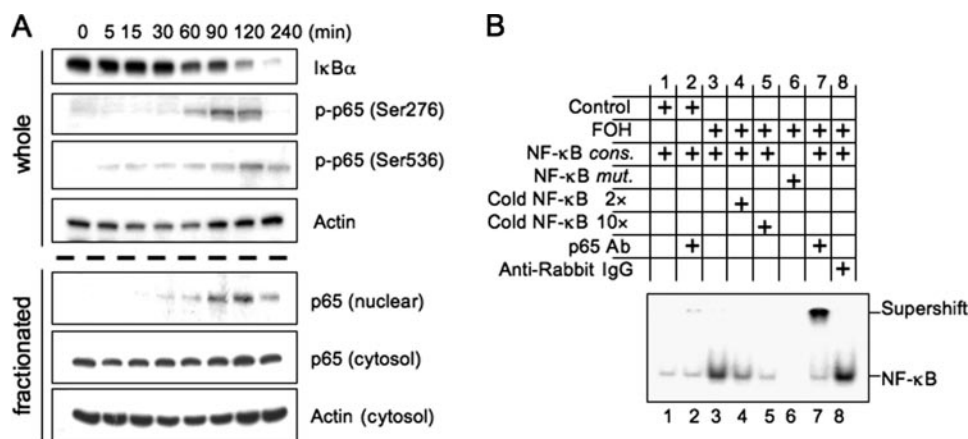 A
0 5 15 30 60 90 120 240 (min)
whole
IκBα
p-p65 (Ser276)
p-p65 (Ser536)
Actin
fractionated
p65 (nuclear)
p65 (cytosol)
Actin (cytosol)
B
1 2 3 4 5 6 7 8
Control + +
FOH + + + + + +
NF-κB cons. + + + + + + +
NF-κB mut. +
Cold NF-κB 2× +
Cold NF-κB 10× +
p65 Ab + +
Anti-Rabbit IgG +
Supershift
NF-κB
1 2 3 4 5 6 7 8